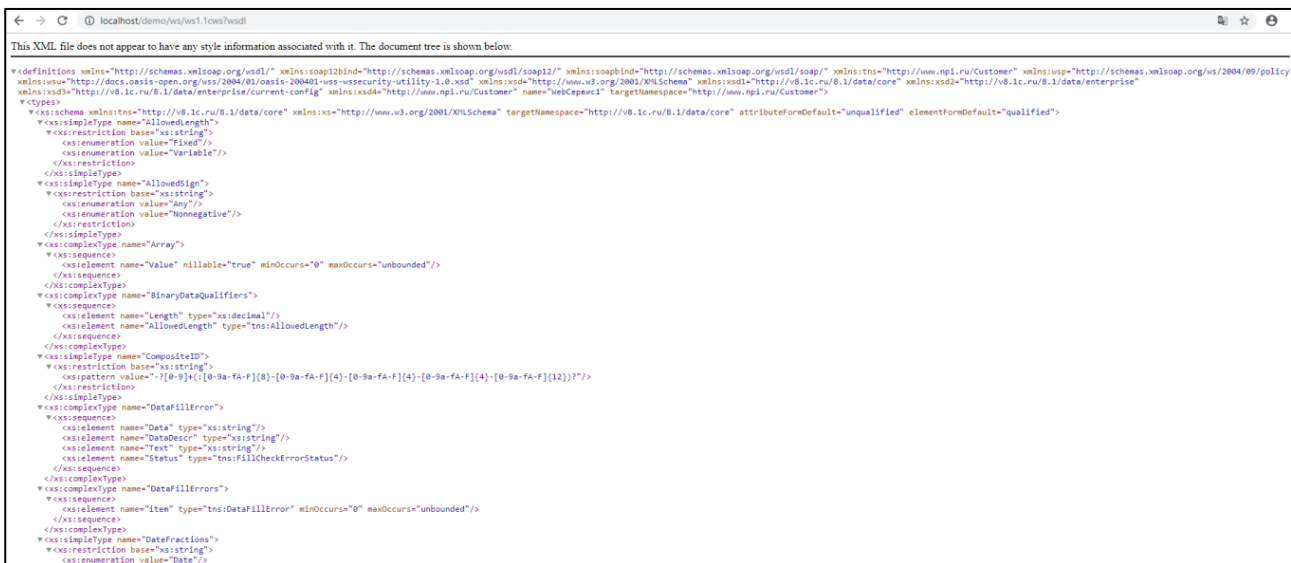 localhost/demo/ws/ws1.1cws?wsdl
This XML file does not appear to have any style information associated with it. The document tree is shown below.
▼<definitions xmlns="http://schemas.xmlsoap.org/wsdl/" xmlns:soap12bind="http://schemas.xmlsoap.org/wsdl/soap12/" xmlns:soapbind="http://schemas.xmlsoap.org/wsdl/soap/" xmlns:tns="http://www.npi.ru/Customer" xmlns:wsp="http://schemas.xmlsoap.org/ws/2004/09/policy"
xmlns:wsu="http://docs.oasis-open.org/wss/2004/01/oasis-200401-wss-wssecurity-utility-1.0.xsd" xmlns:xsd="http://www.w3.org/2001/XMLSchema" xmlns:xsd1="http://v8.1c.ru/8.1/data/core" xmlns:xsd2="http://v8.1c.ru/8.1/data/enterprise"
xmlns:xsd3="http://v8.1c.ru/8.1/data/enterprise/current-config" xmlns:xsd4="http://www.npi.ru/Customer" name="WebСервис1" targetNamespace="http://www.npi.ru/Customer">
▼<types>
▼<xs:schema xmlns:tns="http://v8.1c.ru/8.1/data/core" xmlns:xs="http://www.w3.org/2001/XMLSchema" targetNamespace="http://v8.1c.ru/8.1/data/core" attributeFormDefault="unqualified" elementFormDefault="qualified">
▼<xs:simpleType name="AllowedLength">
▼<xs:restriction base="xs:string">
<xs:enumeration value="Fixed"/>
<xs:enumeration value="Variable"/>
</xs:restriction>
</xs:simpleType>
▼<xs:simpleType name="AllowedSign">
▼<xs:restriction base="xs:string">
<xs:enumeration value="Any"/>
<xs:enumeration value="Nonnegative"/>
</xs:restriction>
</xs:simpleType>
▼<xs:complexType name="Array">
▼<xs:sequence>
<xs:element name="Value" nillable="true" minOccurs="0" maxOccurs="unbounded"/>
</xs:sequence>
</xs:complexType>
▼<xs:complexType name="BinaryDataQualifiers">
▼<xs:sequence>
<xs:element name="Length" type="xs:decimal"/>
<xs:element name="AllowedLength" type="tns:AllowedLength"/>
</xs:sequence>
</xs:complexType>
▼<xs:simpleType name="CompositeID">
▼<xs:restriction base="xs:string">
<xs:pattern value="-?[0-9]+(:[0-9a-fA-F]{8}-[0-9a-fA-F]{4}-[0-9a-fA-F]{4}-[0-9a-fA-F]{4}-[0-9a-fA-F]{12})?"/>
</xs:restriction>
</xs:simpleType>
▼<xs:complexType name="DataFillError">
▼<xs:sequence>
<xs:element name="Data" type="xs:string"/>
<xs:element name="DataDescr" type="xs:string"/>
<xs:element name="Text" type="xs:string"/>
<xs:element name="Status" type="tns:FillCheckErrorStatus"/>
</xs:sequence>
</xs:complexType>
▼<xs:complexType name="DataFillErrors">
▼<xs:sequence>
<xs:element name="item" type="tns:DataFillError" minOccurs="0" maxOccurs="unbounded"/>
</xs:sequence>
</xs:complexType>
▼<xs:simpleType name="DateFractions">
▼<xs:restriction base="xs:string">
<xs:enumeration value="Date"/>